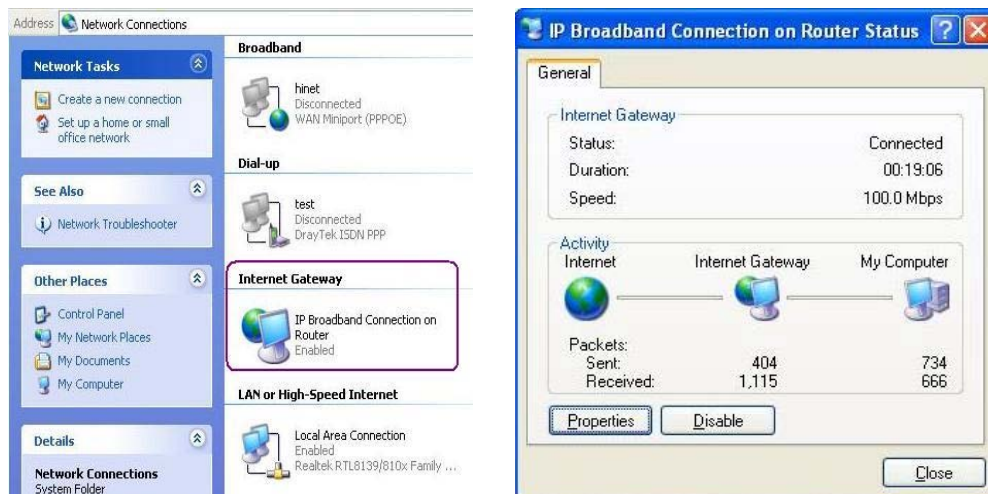 Address Network Connections
Network Tasks
Create a new connection
Set up a home or small
office network
See Also
Network Troubleshooter
Other Places
Control Panel
My Network Places
My Documents
My Computer
Details
Network Connections
System Folder
Broadband
hinet
Disconnected
WAN Miniport (PPPOE)
Dial-up
test
Disconnected
DrayTek ISDN PPP
Internet Gateway
IP Broadband Connection on
Router
Enabled
LAN or High-Speed Internet
Local Area Connection
Enabled
Realtek RTL8139/810x Family ...
IP Broadband Connection on Router Status ?
General
Internet Gateway
Status: Connected
Duration: 00:19:06
Speed: 100.0 Mbps
Activity
Internet Internet Gateway My Computer
Packets:
Sent: 404 734
Received: 1,115 666
Properties Disable
Close